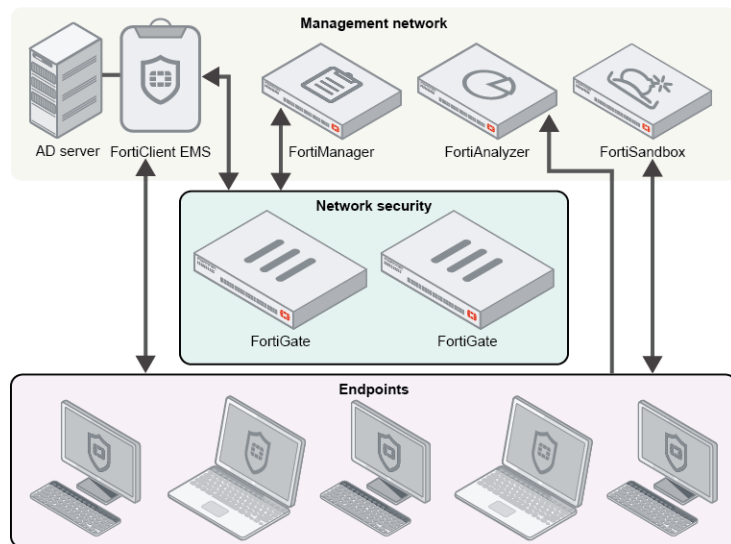 Management network
AD server
FortiClient EMS
FortiManager
FortiAnalyzer
FortiSandbox
Network security
FortiGate
FortiGate
Endpoints